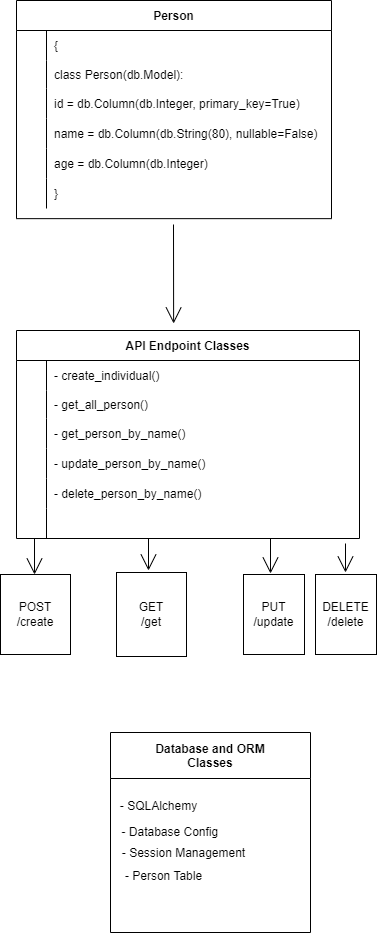 Person
{
class Person(db.Model):
id = db.Column(db.Integer, primary_key=True)
name = db.Column(db.String(80), nullable=False)
age = db.Column(db.Integer)
}
API Endpoint Classes
- create_individual()
- get_all_person()
- get_person_by_name()
- update_person_by_name()
- delete_person_by_name()
POST
/create
GET
/get
PUT
/update
DELETE
/delete
Database and ORM
Classes
- SQLAlchemy
- Database Config
- Session Management
- Person Table